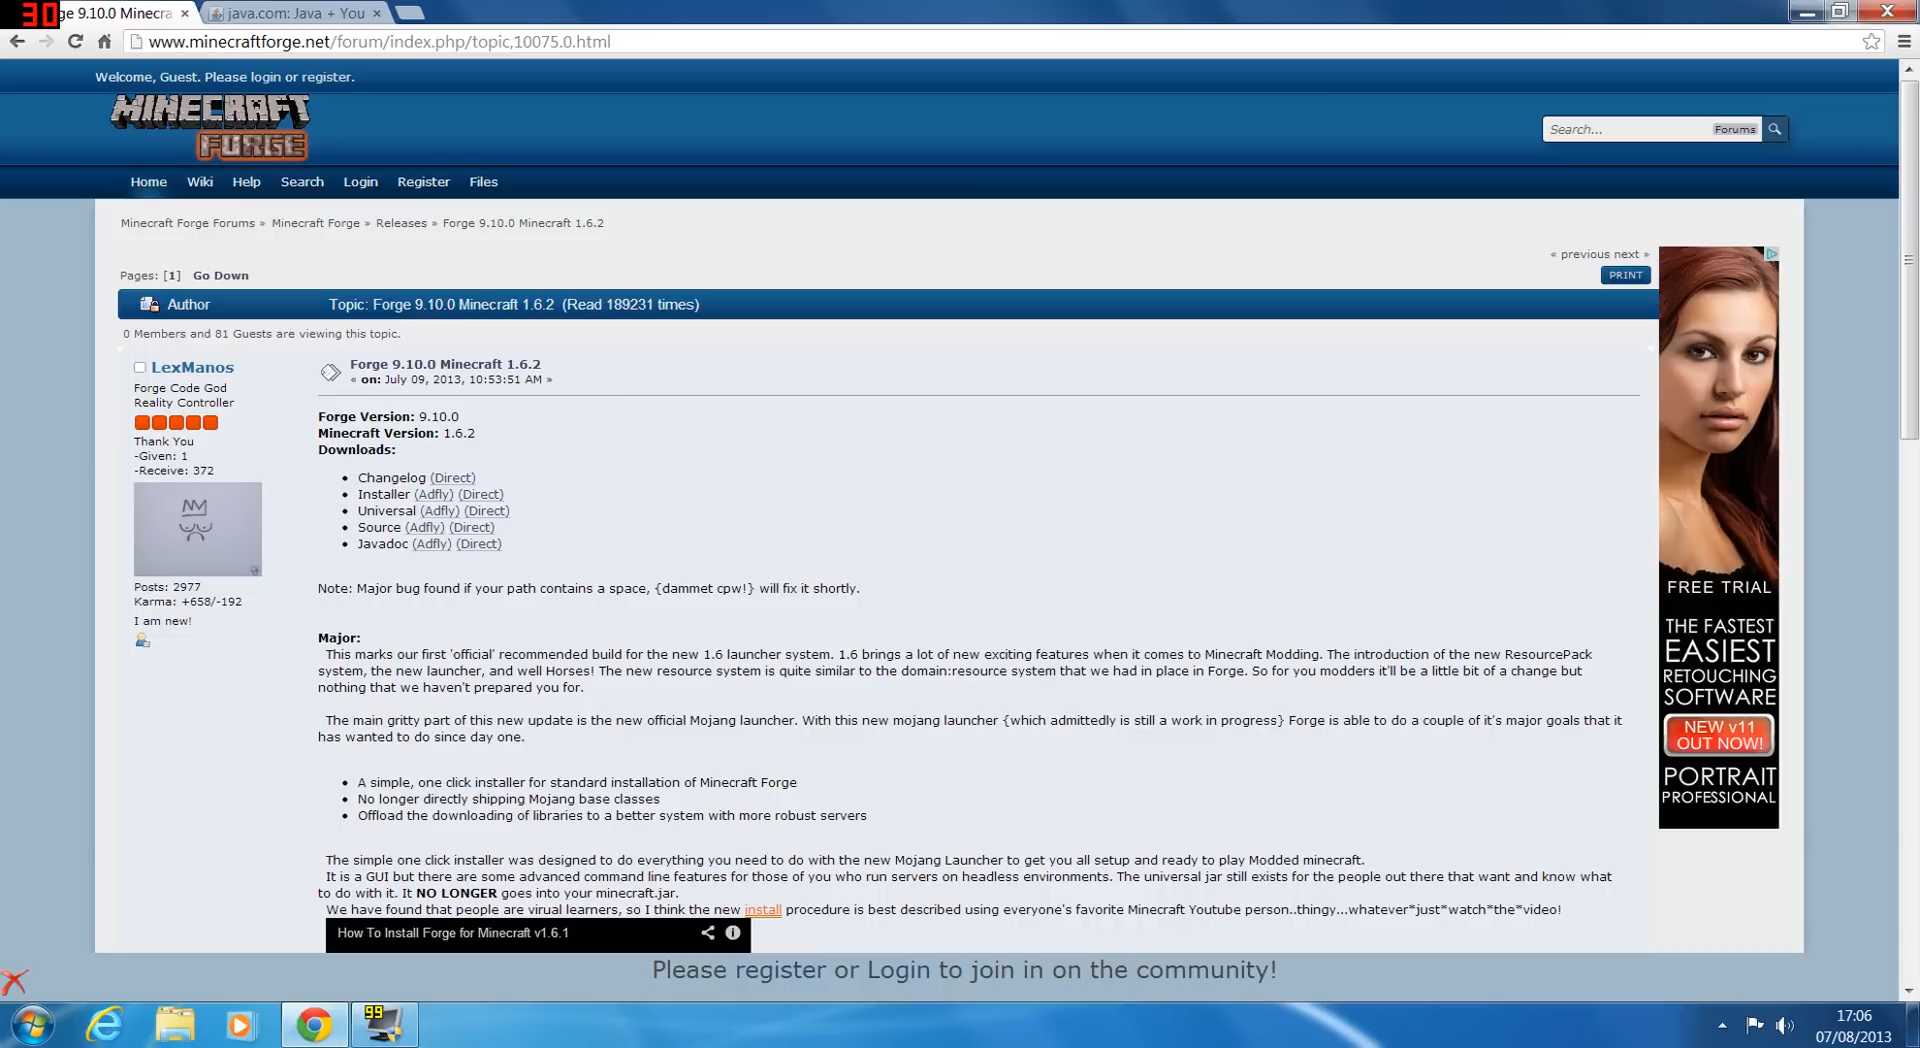 30
ge 9.10.0 Minecra
java.com: Java + You
www.minecraftforge.net/forum/index.php/topic,10075.0.html
Welcome, Guest. Please login or register.
MINECRAFT
FORGE
Search...
Forums
Home
Wiki
Help
Search
Login
Register
Files
Minecraft Forge Forums » Minecraft Forge » Releases » Forge 9.10.0 Minecraft 1.6.2
« previous next »
Pages: [1] Go Down
PRINT
Author
Topic: Forge 9.10.0 Minecraft 1.6.2 (Read 189231 times)
0 Members and 81 Guests are viewing this topic.
LexManos
Forge Code God
Reality Controller
Thank You
-Given: 1
-Receive: 372
Posts: 2977
Karma: +658/-192
I am new!
Forge 9.10.0 Minecraft 1.6.2
« on: July 09, 2013, 10:53:51 AM »
Forge Version: 9.10.0
Minecraft Version: 1.6.2
Downloads:
• Changelog (Direct)
• Installer (Adfly) (Direct)
• Universal (Adfly) (Direct)
• Source (Adfly) (Direct)
• Javadoc (Adfly) (Direct)
Note: Major bug found if your path contains a space, {dammet cpw!} will fix it shortly.
Major:
This marks our first 'official' recommended build for the new 1.6 launcher system. 1.6 brings a lot of new exciting features when it comes to Minecraft Modding. The introduction of the new ResourcePack
system, the new launcher, and well Horses! The new resource system is quite similar to the domain:resource system that we had in place in Forge. So for you modders it'll be a little bit of a change but
nothing that we haven't prepared you for.
The main gritty part of this new update is the new official Mojang launcher. With this new mojang launcher {which admittedly is still a work in progress} Forge is able to do a couple of it's major goals that it
has wanted to do since day one.
• A simple, one click installer for standard installation of Minecraft Forge
• No longer directly shipping Mojang base classes
• Offload the downloading of libraries to a better system with more robust servers
The simple one click installer was designed to do everything you need to do with the new Mojang Launcher to get you all setup and ready to play Modded minecraft.
It is a GUI but there are some advanced command line features for those of you who run servers on headless environments. The universal jar still exists for the people out there that want and know what
to do with it. It NO LONGER goes into your minecraft.jar.
We have found that people are virual learners, so I think the new install procedure is best described using everyone's favorite Minecraft Youtube person..thingy...whatever*just*watch*the*video!
How To Install Forge for Minecraft v1.6.1
FREE TRIAL
THE FASTEST
EASIEST
RETOUCHING
SOFTWARE
NEW v11
OUT NOW!
PORTRAIT
PROFESSIONAL
Please register or Login to join in on the community!
99
17:06
07/08/2013